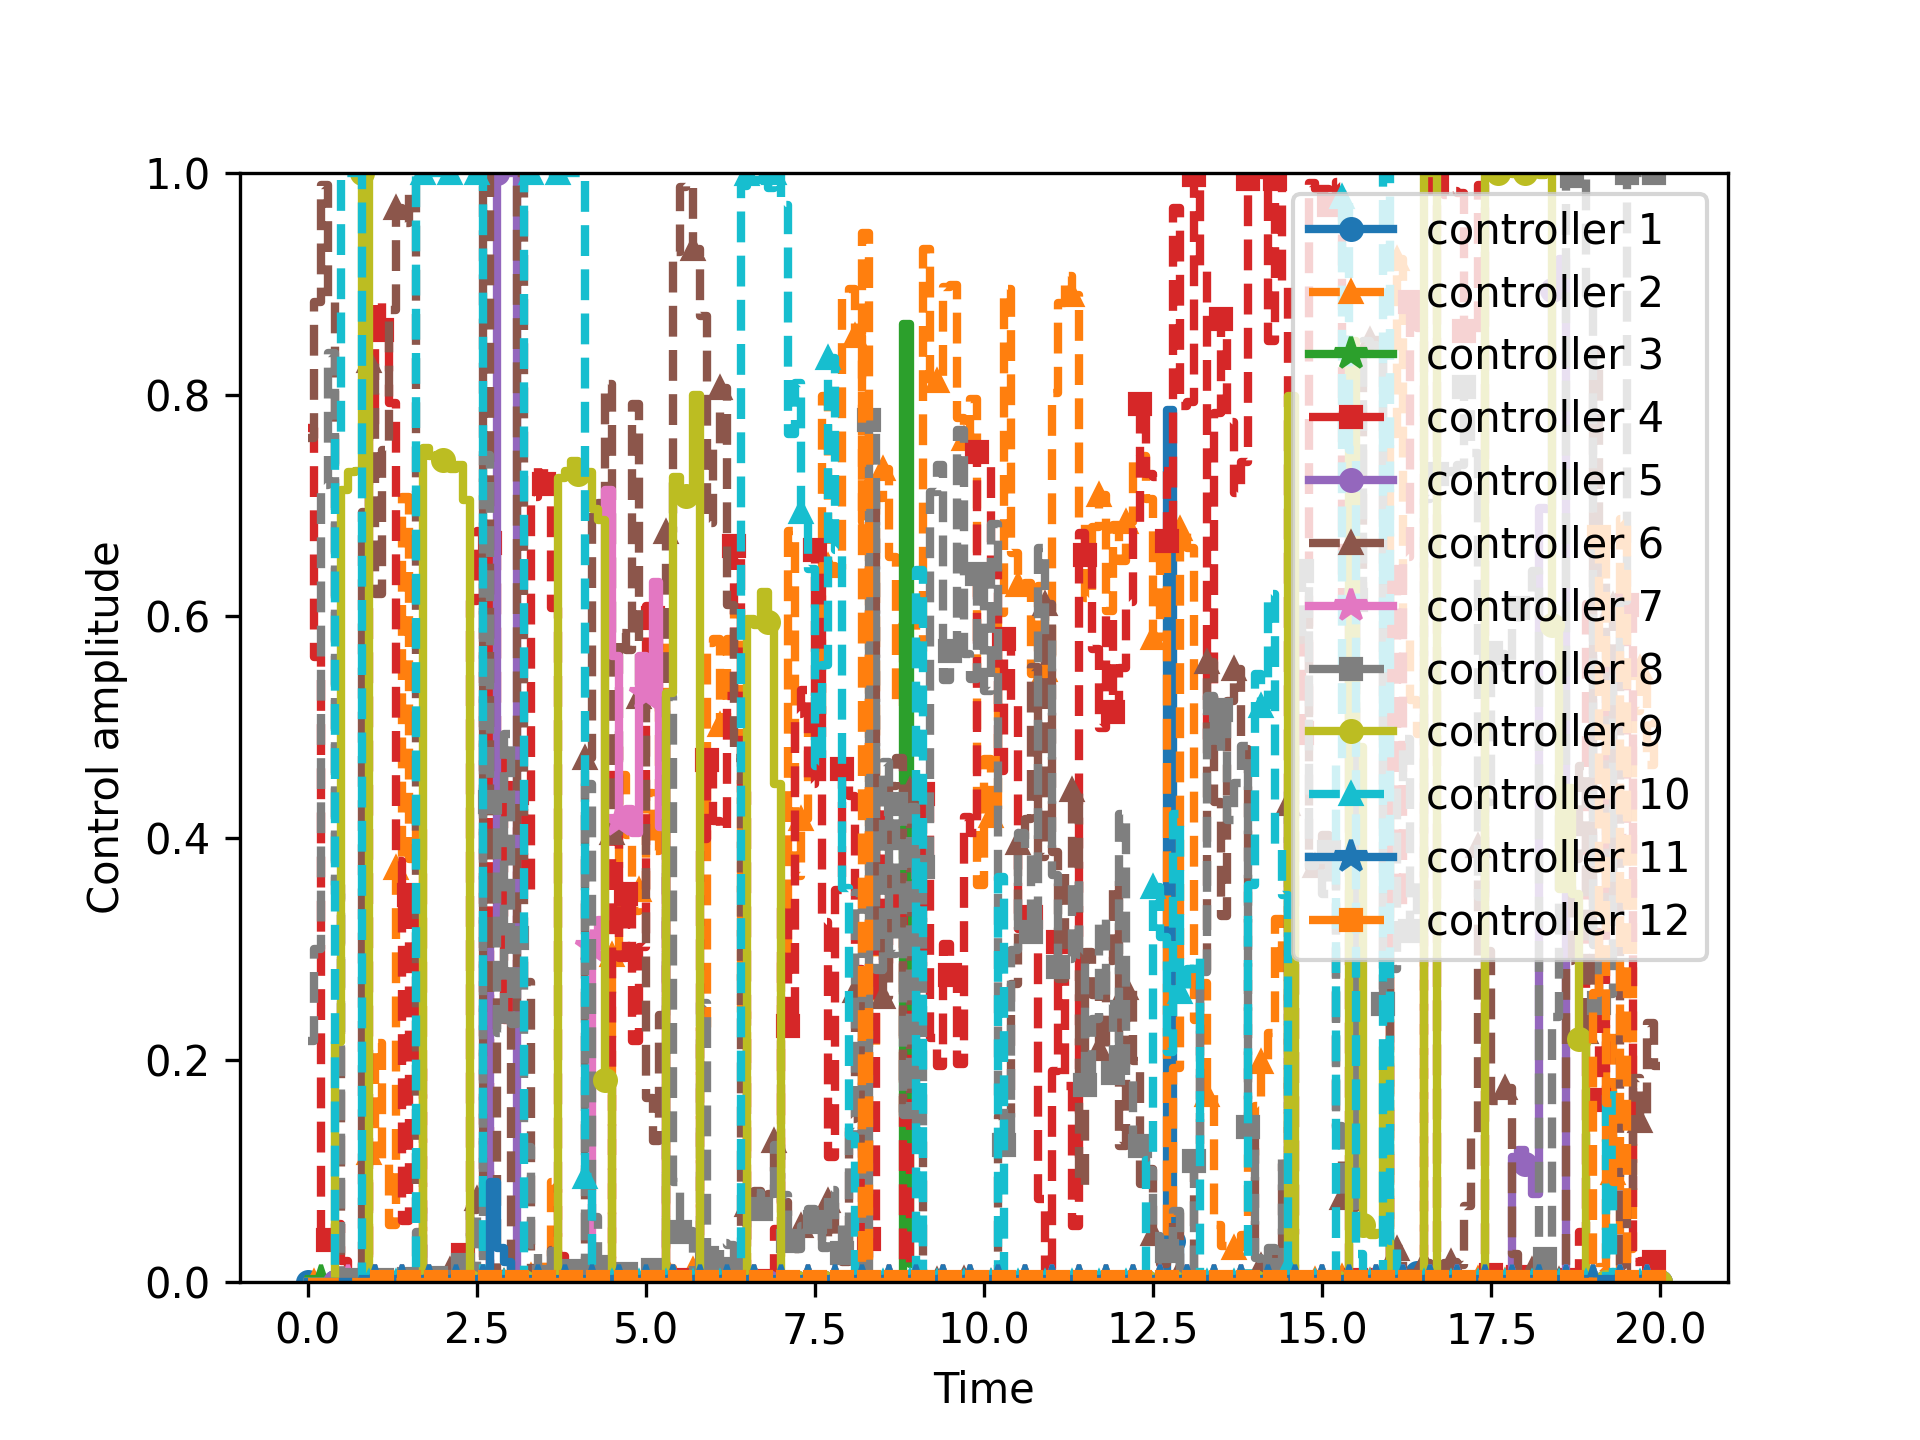 1.0
0.8
0.6
0.4
0.2
0.0
Control amplitude
controller 1
controller 2
controller 3
controller 4
controller 5
controller 6
controller 7
controller 8
controller 9
controller 10
controller 11
controller 12
0.0 2.5 5.0 7.5 10.0 12.5 15.0 17.5 20.0
Time